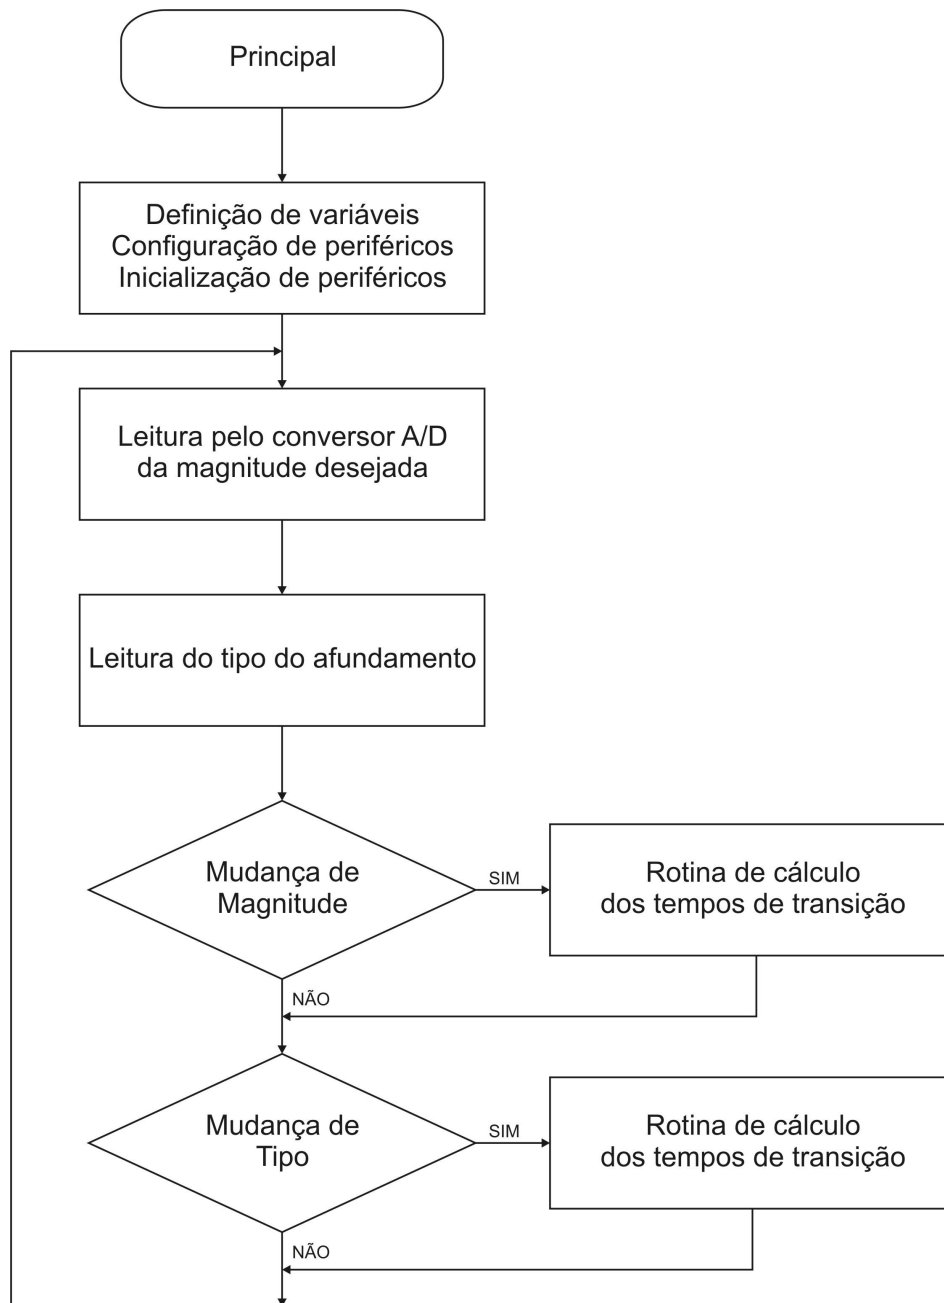 Principal
Definição de variáveis
Configuração de periféricos
Inicialização de periféricos
Leitura pelo conversor A/D
da magnitude desejada
Leitura do tipo do afundamento
Mudança de
Magnitude
SIM
Rotina de cálculo
dos tempos de transição
NÃO
Mudança de
Tipo
SIM
Rotina de cálculo
dos tempos de transição
NÃO